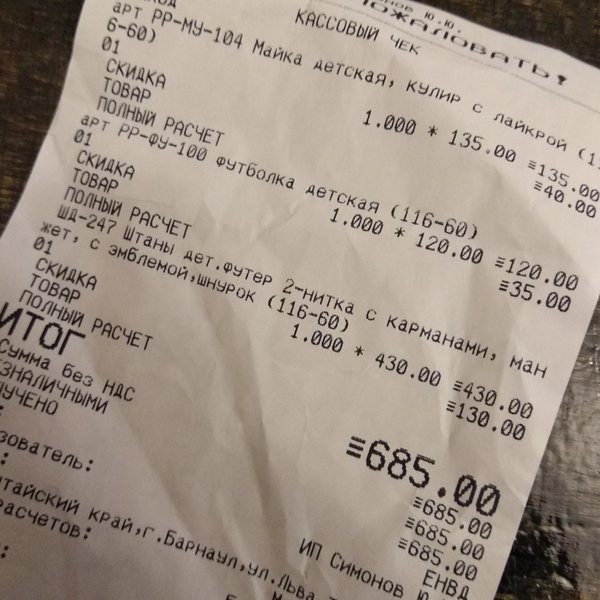 Ю.Ю.
ПОЖАЛОВАТЬ!
КАССОВЫЙ ЧЕК
арт РР-МУ-104 Майка детская, кулир с лайкрой (11
6-60)
01 1.000 * 135.00 ≡135.00
СКИДКА ≡40.00
ТОВАР
ПОЛНЫЙ РАСЧЕТ
арт РР-ФУ-100 Футболка детская (116-60)
01 1.000 * 120.00 ≡120.00
СКИДКА ≡35.00
ТОВАР
ПОЛНЫЙ РАСЧЕТ
ШД-247 Штаны дет.футер 2-нитка с карманами, ман
жет, с эмблемой,шнурок (116-60)
01 1.000 * 430.00 ≡430.00
СКИДКА ≡130.00
ТОВАР
ПОЛНЫЙ РАСЧЕТ
ИТОГ ≡685.00
Сумма без НДС ≡685.00
ЗНАЛИЧНЫМИ ≡685.00
ЛУЧЕНО ≡685.00
ЕНВД
зователь: ИП Симонов Ю
тайский край,г.Барнаул,ул.Льва
расчетов: